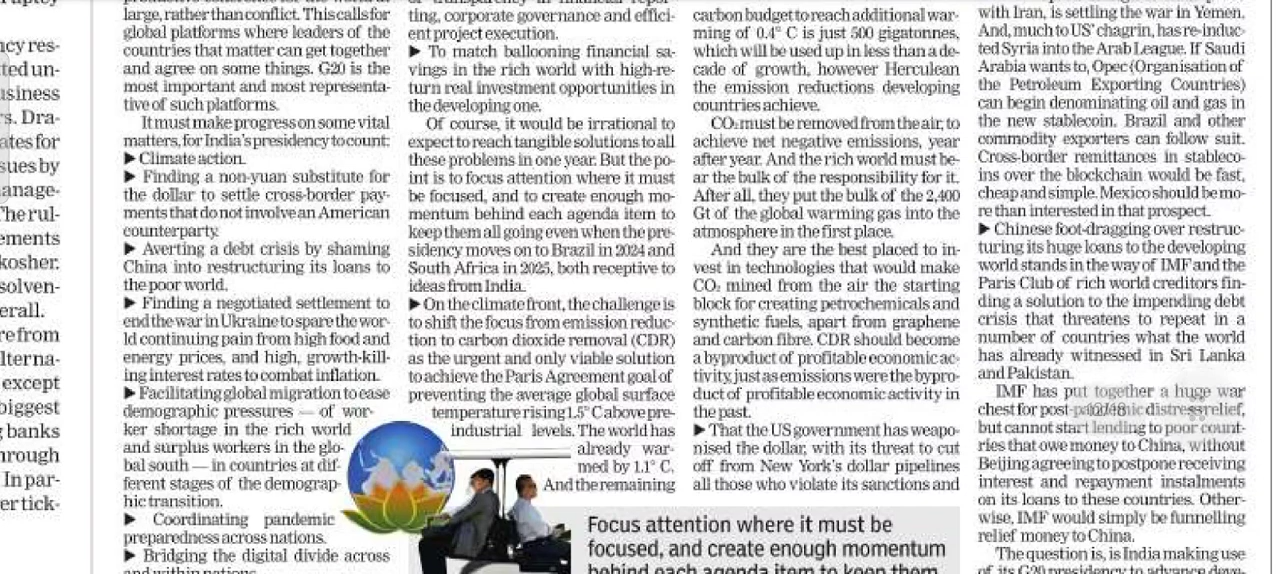 ncy res-
ted un-
usiness
rs. Dra-
ates for
sues by
anage-
The rul-
ements
kosher.
solven-
erall.
re from
lterna-
except
biggest
g banks
hrough
In par-
er tick-
large, rather than conflict. This calls for
global platforms where leaders of the
countries that matter can get together
and agree on some things. G20 is the
most important and most representa-
tive of such platforms.
It must make progress on some vital
matters, for India's presidency to count:
▶ Climate action.
▶ Finding a non-yuan substitute for
the dollar to settle cross-border pay-
ments that do not involve an American
counterparty.
▶ Averting a debt crisis by shaming
China into restructuring its loans to
the poor world.
▶ Finding a negotiated settlement to
end the war in Ukraine to spare the wor-
ld continuing pain from high food and
energy prices, and high, growth-kill-
ing interest rates to combat inflation.
▶ Facilitating global migration to ease
demographic pressures — of wor-
ker shortage in the rich world
and surplus workers in the glo-
bal south — in countries at dif-
ferent stages of the demograp-
hic transition.
▶ Coordinating pandemic
preparedness across nations.
▶ Bridging the digital divide across
and within nations.
ting, corporate governance and effici-
ent project execution.
▶ To match ballooning financial sa-
vings in the rich world with high-re-
turn real investment opportunities in
the developing one.
Of course, it would be irrational to
expect to reach tangible solutions to all
these problems in one year. But the po-
int is to focus attention where it must
be focused, and to create enough mo-
mentum behind each agenda item to
keep them all going even when the pre-
sidency moves on to Brazil in 2024 and
South Africa in 2025, both receptive to
ideas from India.
▶ On the climate front, the challenge is
to shift the focus from emission reduc-
tion to carbon dioxide removal (CDR)
as the urgent and only viable solution
to achieve the Paris Agreement goal of
preventing the average global surface
temperature rising 1.5° C above pre-
industrial levels. The world has
already war-
med by 1.1° C.
And the remaining
carbon budget to reach additional war-
ming of 0.4° C is just 500 gigatonnes,
which will be used up in less than a de-
cade of growth, however Herculean
the emission reductions developing
countries achieve.
CO₂ must be removed from the air, to
achieve net negative emissions, year
after year. And the rich world must be-
ar the bulk of the responsibility for it.
After all, they put the bulk of the 2,400
Gt of the global warming gas into the
atmosphere in the first place.
And they are the best placed to in-
vest in technologies that would make
CO₂ mined from the air the starting
block for creating petrochemicals and
synthetic fuels, apart from graphene
and carbon fibre. CDR should become
a byproduct of profitable economic ac-
tivity, just as emissions were the bypro-
duct of profitable economic activity in
the past.
▶ That the US government has weapo-
nised the dollar, with its threat to cut
off from New York's dollar pipelines
all those who violate its sanctions and
Focus attention where it must be
focused, and create enough momentum
behind each agenda item to keep them
with Iran, is settling the war in Yemen.
And, much to US' chagrin, has re-induc-
ted Syria into the Arab League. If Saudi
Arabia wants to, Opec (Organisation of
the Petroleum Exporting Countries)
can begin denominating oil and gas in
the new stablecoin. Brazil and other
commodity exporters can follow suit.
Cross-border remittances in stableco-
ins over the blockchain would be fast,
cheap and simple. Mexico should be mo-
re than interested in that prospect.
▶ Chinese foot-dragging over restruc-
turing its huge loans to the developing
world stands in the way of IMF and the
Paris Club of rich world creditors fin-
ding a solution to the impending debt
crisis that threatens to repeat in a
number of countries what the world
has already witnessed in Sri Lanka
and Pakistan.
IMF has put together a huge war
chest for post-pandemic distress relief,
but cannot start lending to poor count-
ries that owe money to China, without
Beijing agreeing to postpone receiving
interest and repayment instalments
on its loans to these countries. Other-
wise, IMF would simply be funnelling
relief money to China.
The question is, is India making use
of its G20 presidency to advance deve-